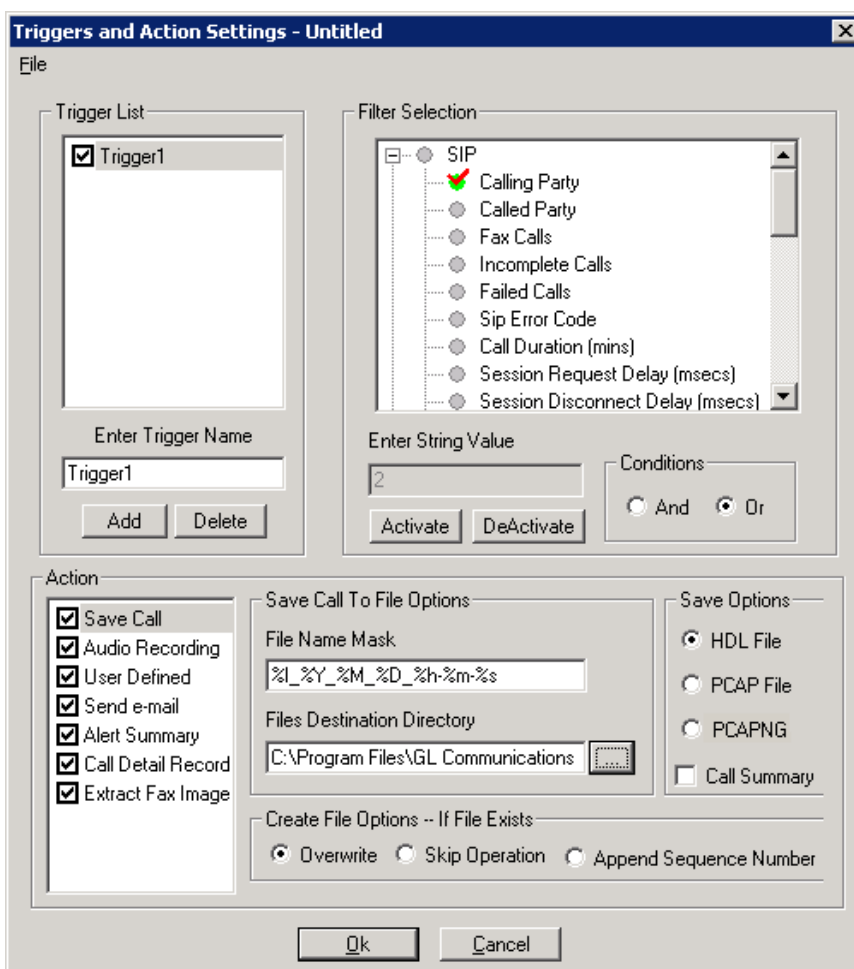 Triggers and Action Settings - Untitled
File
Trigger List
Trigger1
Enter Trigger Name
Trigger1
Add
Delete
Filter Selection
SIP
Calling Party
Called Party
Fax Calls
Incomplete Calls
Failed Calls
Sip Error Code
Call Duration (mins)
Session Request Delay (msecs)
Session Disconnect Delay (msecs)
Enter String Value
2
Activate
DeActivate
Conditions
And
Or
Action
Save Call
Audio Recording
User Defined
Send e-mail
Alert Summary
Call Detail Record
Extract Fax Image
Save Call To File Options
File Name Mask
%I_%Y_%M_%D_%h-%m-%s
Files Destination Directory
C:\Program Files\GL Communications
...
Save Options
HDL File
PCAP File
PCAPNG
Call Summary
Create File Options -- If File Exists
Overwrite
Skip Operation
Append Sequence Number
Ok
Cancel